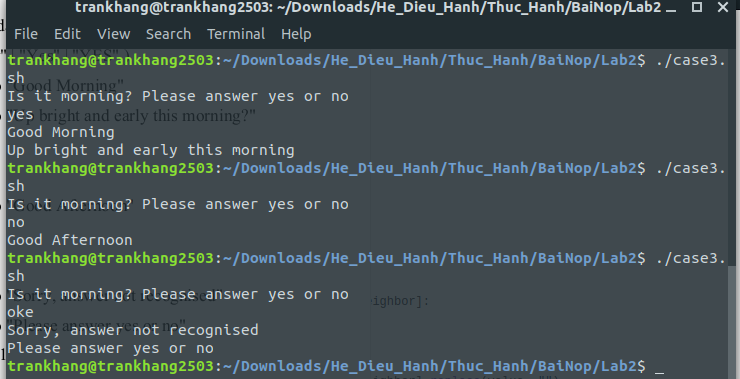 trankhang@trankhang2503: ~/Downloads/He_Dieu_Hanh/Thuc_Hanh/BaiNop/Lab2
File Edit View Search Terminal Help
trankhang@trankhang2503:~/Downloads/He_Dieu_Hanh/Thuc_Hanh/BaiNop/Lab2$ ./case3.
sh
Is it morning? Please answer yes or no
yes
Good Morning
Up bright and early this morning
trankhang@trankhang2503:~/Downloads/He_Dieu_Hanh/Thuc_Hanh/BaiNop/Lab2$ ./case3.
sh
Is it morning? Please answer yes or no
no
Good Afternoon
trankhang@trankhang2503:~/Downloads/He_Dieu_Hanh/Thuc_Hanh/BaiNop/Lab2$ ./case3.
sh
Is it morning? Please answer yes or no
oke
Sorry, answer not recognised
Please answer yes or no
trankhang@trankhang2503:~/Downloads/He_Dieu_Hanh/Thuc_Hanh/BaiNop/Lab2$ _